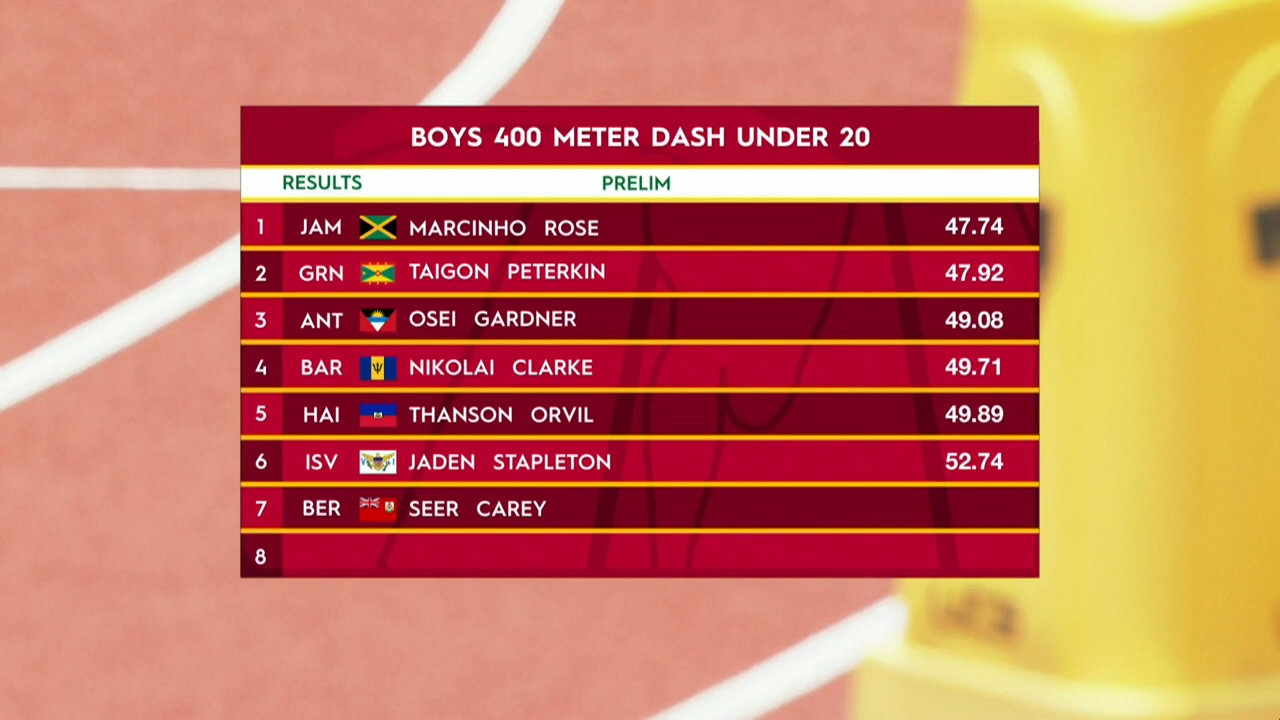 BOYS 400 METER DASH UNDER 20
RESULTS PRELIM
1 JAM MARCINHO ROSE 47.74
2 GRN TAIGON PETERKIN 47.92
3 ANT OSEI GARDNER 49.08
4 BAR NIKOLAI CLARKE 49.71
5 HAI THANSON ORVIL 49.89
6 ISV JADEN STAPLETON 52.74
7 BER SEER CAREY
8